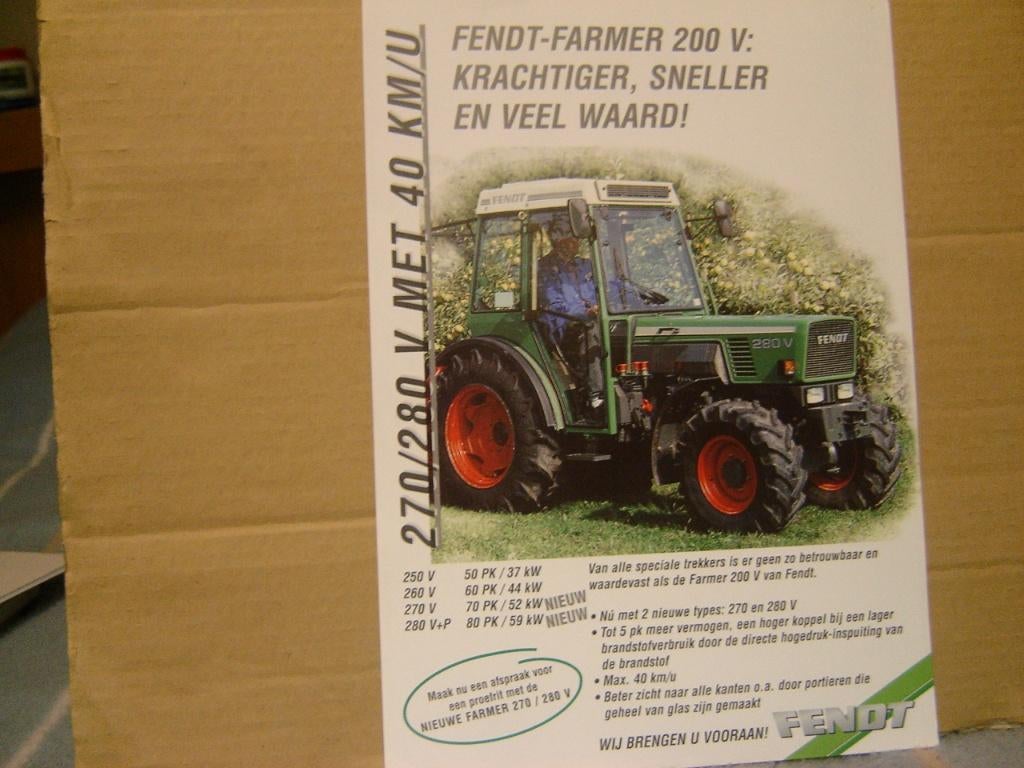 270/280 V MET 40 KM/U
FENDT-FARMER 200 V:
KRACHTIGER, SNELLER
EN VEEL WAARD!
FENDT
280 V
FENDT
250 V 50 PK / 37 kW
260 V 60 PK / 44 kW
270 V 70 PK / 52 kW NIEUW
280 V+P 80 PK / 59 kW NIEUW
Van alle speciale trekkers is er geen zo betrouwbaar en
waardevast als de Farmer 200 V van Fendt.
• Nú met 2 nieuwe types: 270 en 280 V
• Tot 5 pk meer vermogen, een hoger koppel bij een lager
brandstofverbruik door de directe hogedruk-inspuiting van
de brandstof
• Max. 40 km/u
• Beter zicht naar alle kanten o.a. door portieren die
geheel van glas zijn gemaakt
Maak nu een afspraak voor
een proefrit met de
NIEUWE FARMER 270 / 280 V
WIJ BRENGEN U VOORAAN!
FENDT